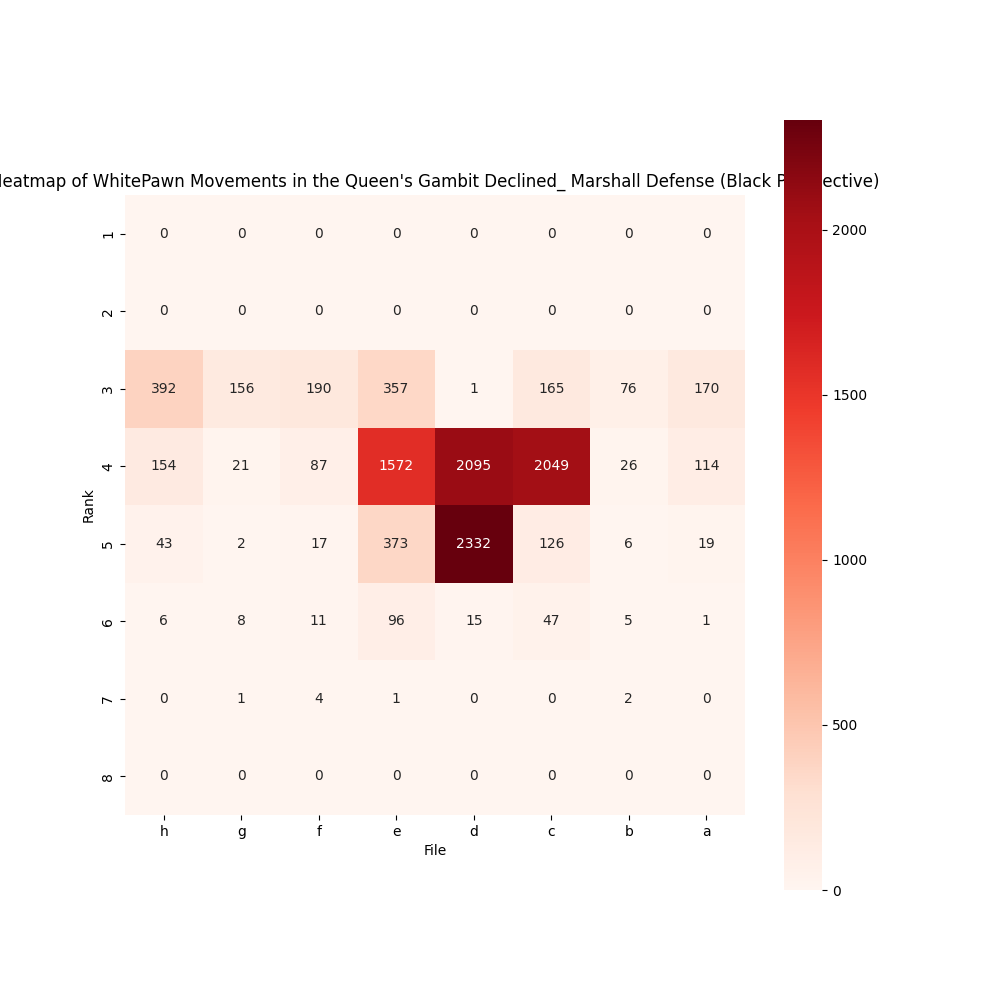 Heatmap of WhitePawn Movements in the Queen's Gambit Declined_ Marshall Defense (Black P ective)
1 0 0 0 0 0 0 0 0
2 0 0 0 0 0 0 0 0
3 392 156 190 357 1 165 76 170
4 154 21 87 1572 2095 2049 26 114
5 43 2 17 373 2332 126 6 19
6 6 8 11 96 15 47 5 1
7 0 1 4 1 0 0 2 0
8 0 0 0 0 0 0 0 0
h g f e d c b a
File
Rank
2000
1500
1000
500
0